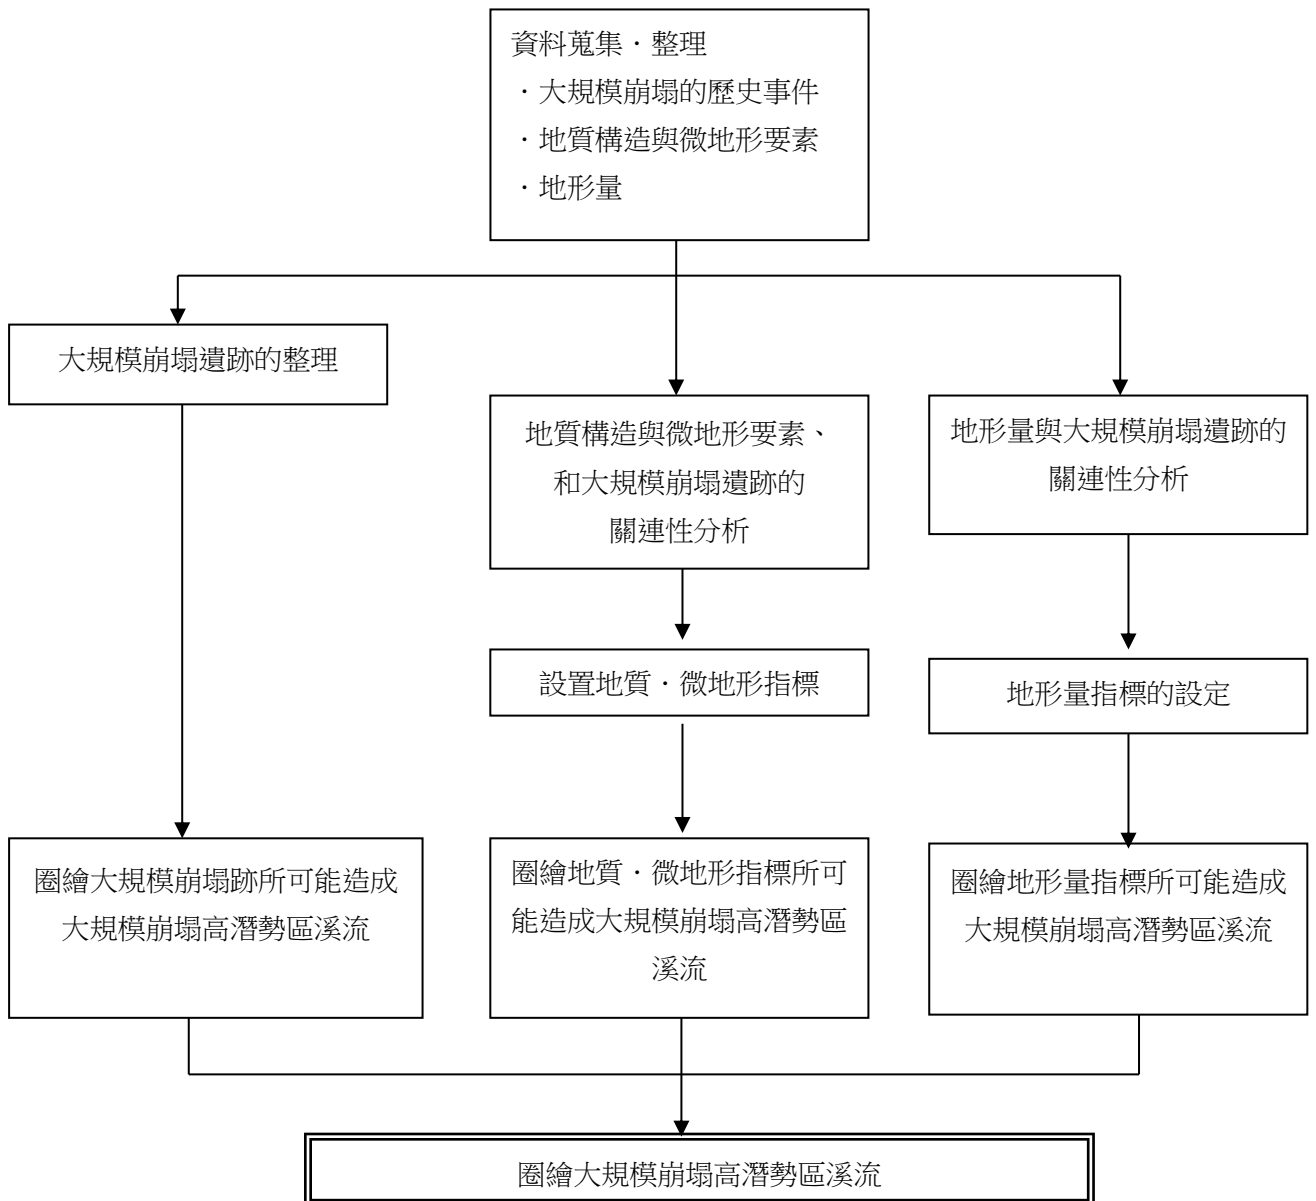 資料蒐集．整理
．大規模崩塌的歷史事件
．地質構造與微地形要素
．地形量
大規模崩塌遺跡的整理
地質構造與微地形要素、
和大規模崩塌遺跡的
關連性分析
地形量與大規模崩塌遺跡的
關連性分析
設置地質．微地形指標
地形量指標的設定
圈繪大規模崩塌跡所可能造成
大規模崩塌高潛勢區溪流
圈繪地質．微地形指標所可
能造成大規模崩塌高潛勢區
溪流
圈繪地形量指標所可能造成
大規模崩塌高潛勢區溪流
圈繪大規模崩塌高潛勢區溪流